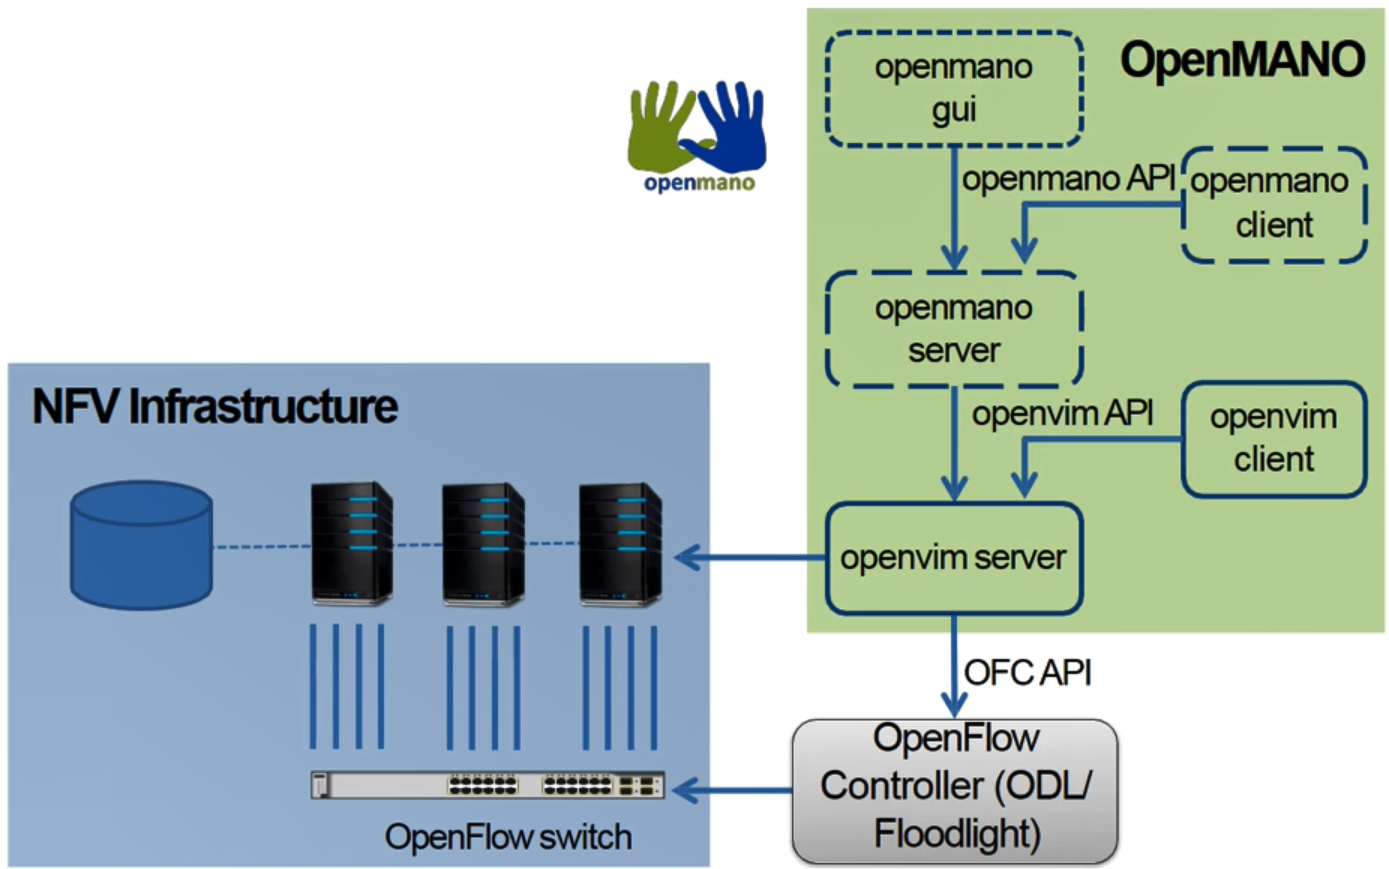 OpenMANO
openmano
gui
openmano API
openmano
client
openmano
openmano
server
openvim API
openvim
client
openvim server
NFV Infrastructure
OFC API
OpenFlow
Controller (ODL/
Floodlight)
OpenFlow switch